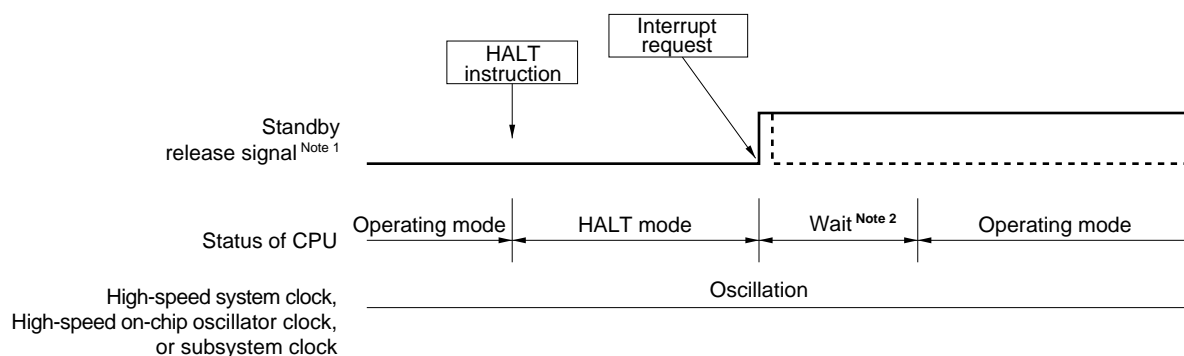 HALT
instruction
Interrupt
request
Standby
release signal Note 1
Status of CPU
Operating mode
HALT mode
Wait Note 2
Operating mode
High-speed system clock,
High-speed on-chip oscillator clock,
or subsystem clock
Oscillation